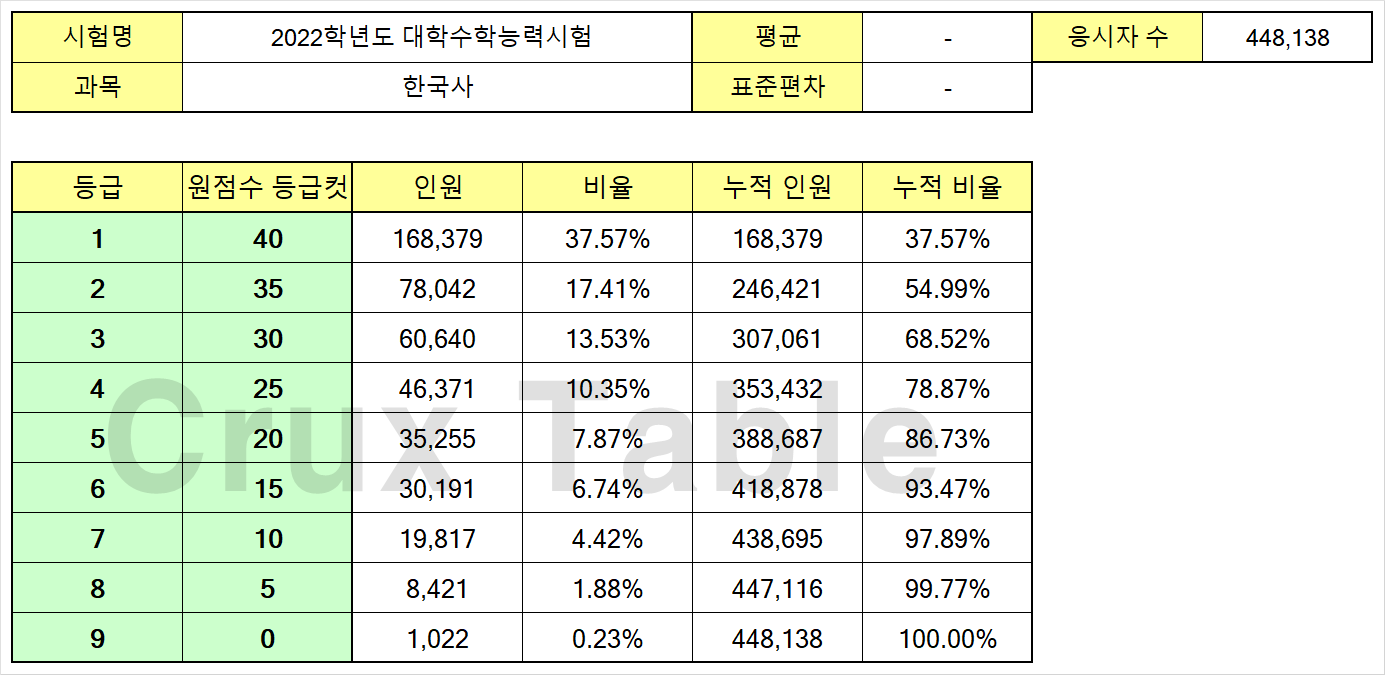 시험명 2022학년도 대학수학능력시험 평균 - 응시자 수 448,138
과목 한국사 표준편차 -
등급 원점수 등급컷 인원 비율 누적 인원 누적 비율
1 40 168,379 37.57% 168,379 37.57%
2 35 78,042 17.41% 246,421 54.99%
3 30 60,640 13.53% 307,061 68.52%
4 25 46,371 10.35% 353,432 78.87%
5 20 35,255 7.87% 388,687 86.73%
6 15 30,191 6.74% 418,878 93.47%
7 10 19,817 4.42% 438,695 97.89%
8 5 8,421 1.88% 447,116 99.77%
9 0 1,022 0.23% 448,138 100.00%
Crux Table